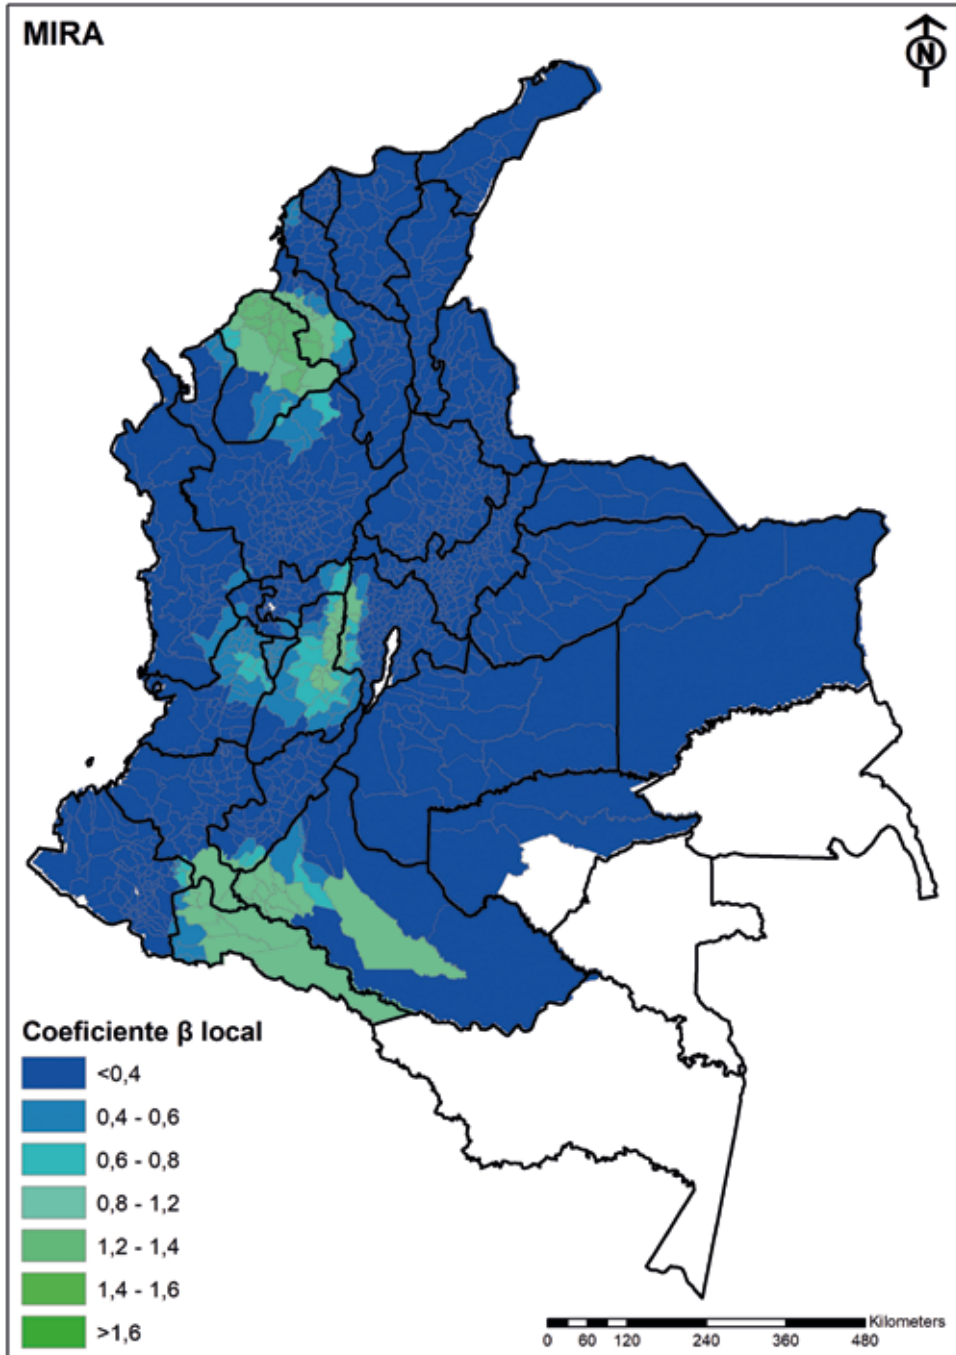 MIRA
N
Coeficiente β local
<0,4
0,4 - 0,6
0,6 - 0,8
0,8 - 1,2
1,2 - 1,4
1,4 - 1,6
>1,6
Kilometers
0 60 120 240 360 480